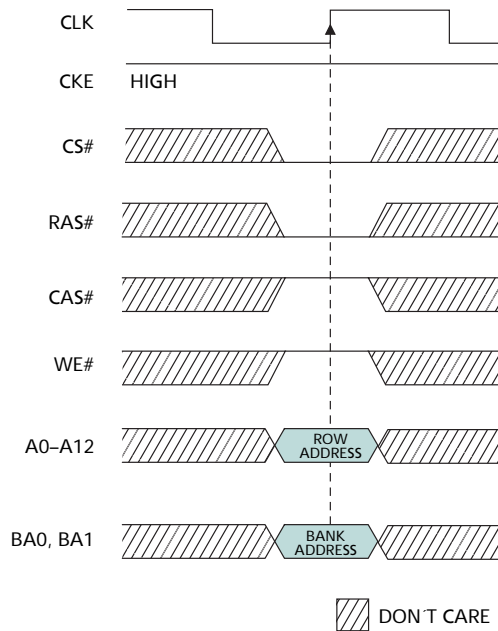 CLK
CKE HIGH
CS#
RAS#
CAS#
WE#
A0–A12 ROW ADDRESS
BA0, BA1 BANK ADDRESS
DON´T CARE